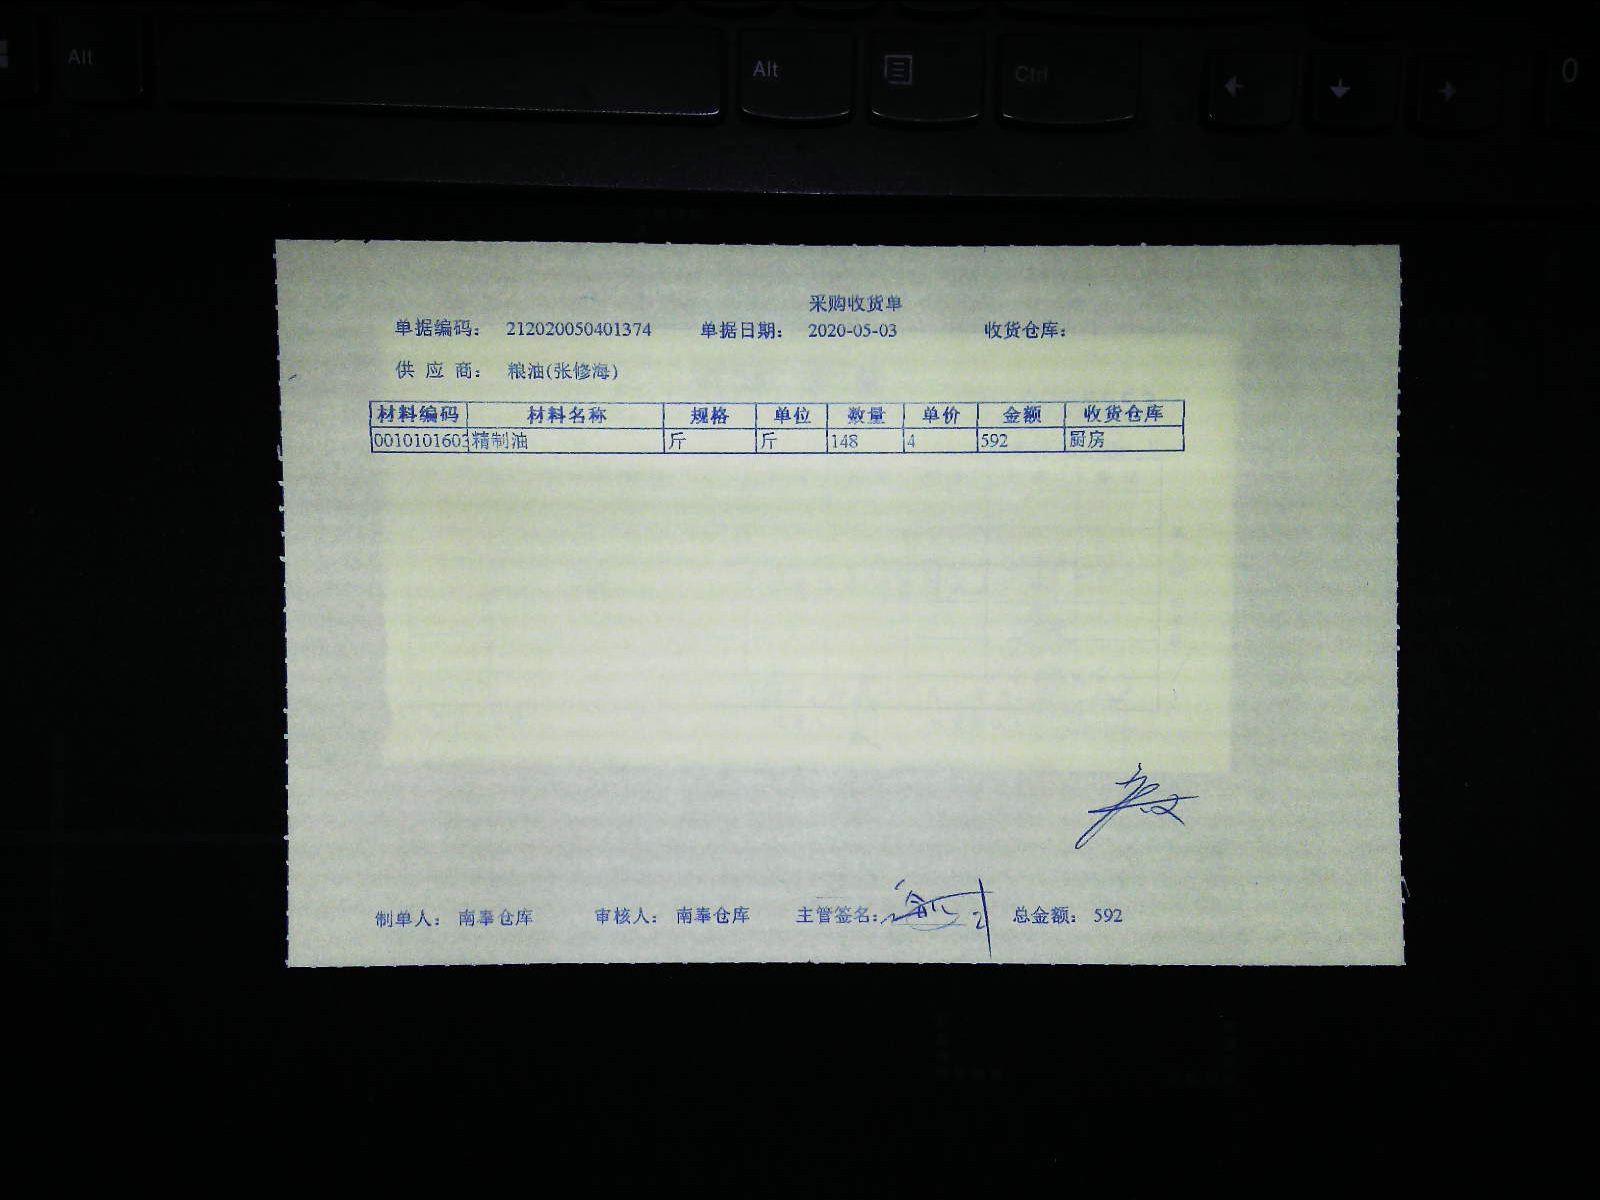 Alt Alt Ctrl 0
采购收货单
单据编码: 212020050401374 单据日期: 2020-05-03 收货仓库:
供应商: 粮油(张修海)
材料编码 材料名称 规格 单位 数量 单价 金额 收货仓库
0010101603 精制油 斤 斤 148 4 592 厨房
制单人: 南奉仓库 审核人: 南奉仓库 主管签名: 总金额: 592